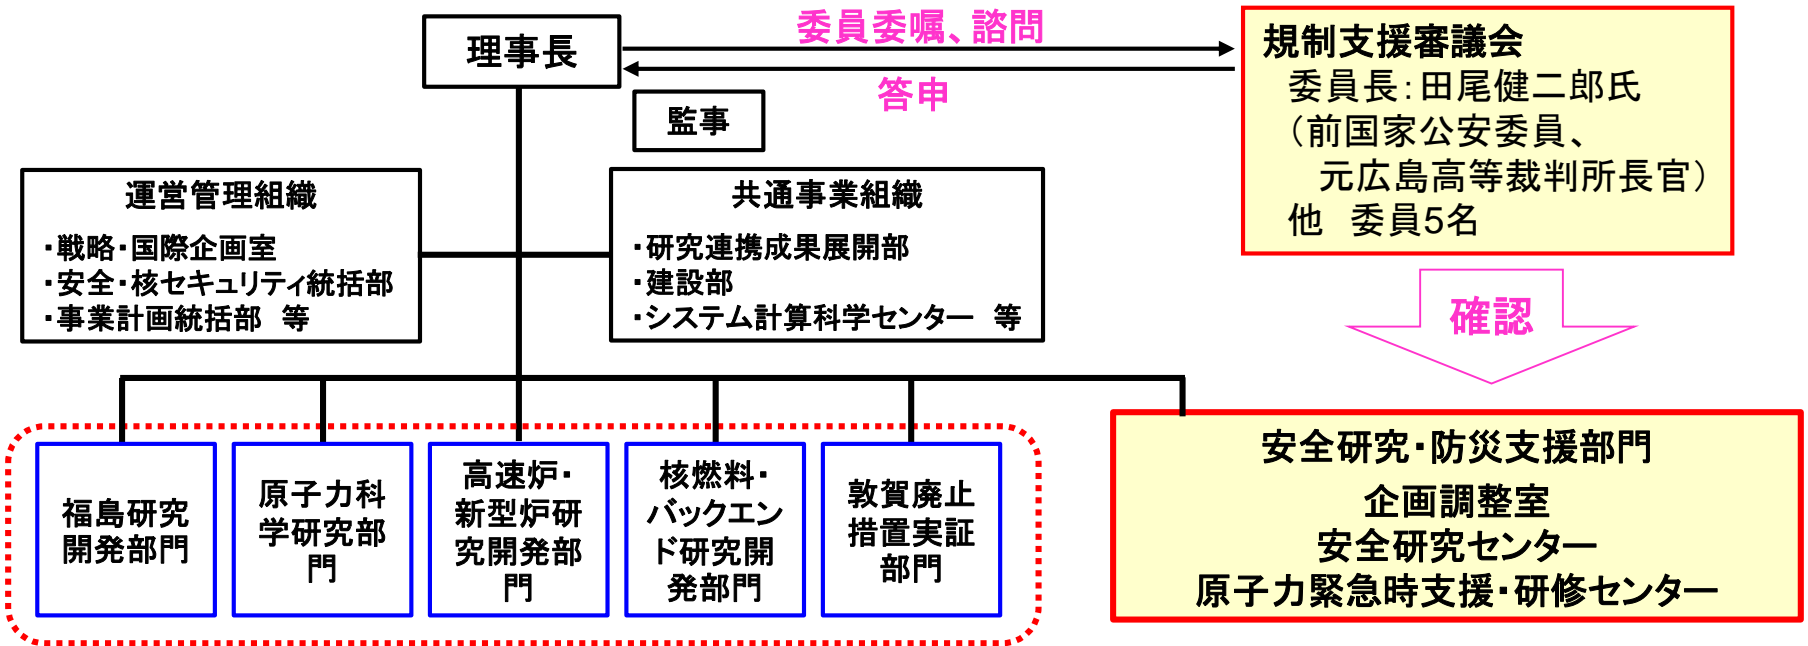 理事長
委員委嘱、諮問
答申
監事
規制支援審議会
委員長：田尾健二郎氏
（前国家公安委員、
元広島高等裁判所長官）
他　委員5名
運営管理組織
・戦略・国際企画室
・安全・核セキュリティ統括部
・事業計画統括部　等
共通事業組織
・研究連携成果展開部
・建設部
・システム計算科学センター　等
確認
福島研究
開発部門
原子力科
学研究部
門
高速炉・
新型炉研
究開発部
門
核燃料・
バックエン
ド研究開
発部門
敦賀廃止
措置実証
部門
安全研究・防災支援部門
企画調整室
安全研究センター
原子力緊急時支援・研修センター